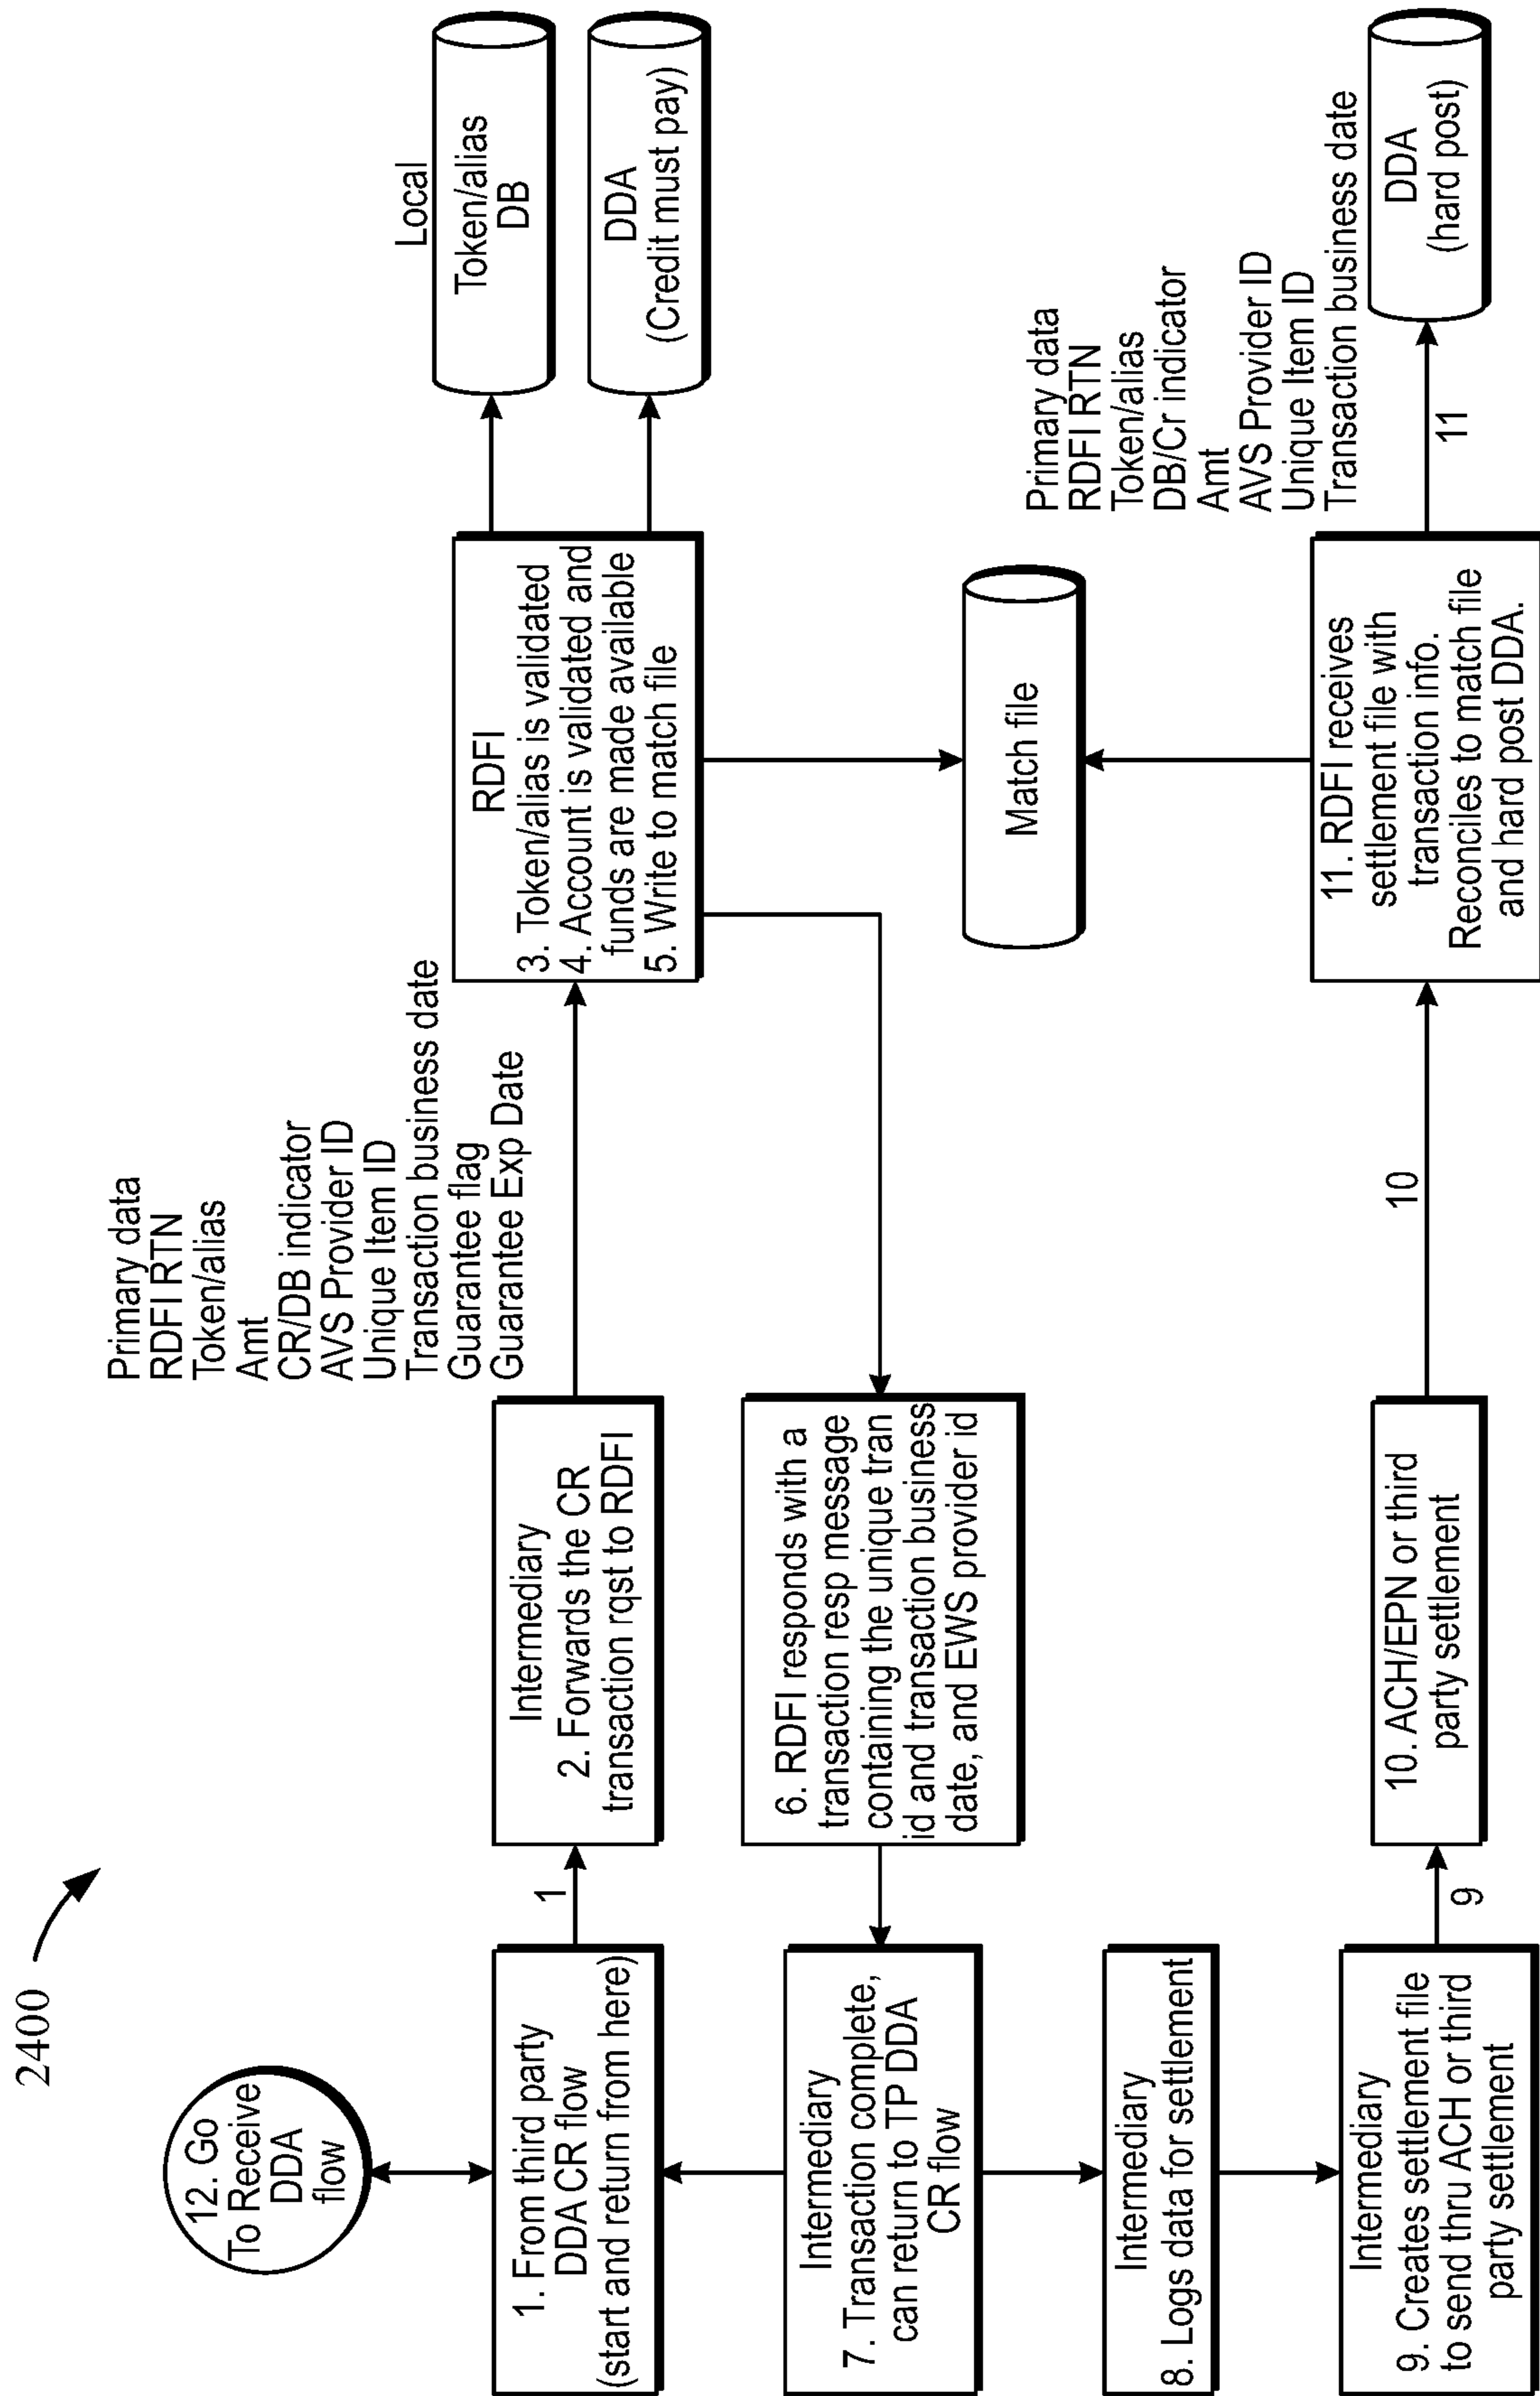 2400
12. Go
To Receive
DDA
flow
1. From third party
DDA CR flow
(start and return from here)
1
Intermediary
2. Forwards the CR
transaction rqst to RDFI
Primary data
RDFI RTN
Token/alias
Amt
CR/DB indicator
AVS Provider ID
Unique Item ID
Transaction business date
Guarantee flag
Guarantee Exp Date
RDFI
3. Token/alias is validated
4. Account is validated and
funds are made available
5. Write to match file
Local
Token/alias
DB
DDA
(Credit must pay)
Intermediary
7. Transaction complete,
can return to TP DDA
CR flow
6. RDFI responds with a
transaction resp message
containing the unique tran
id and transaction business
date, and EWS provider id
Match file
Intermediary
8. Logs data for settlement
Intermediary
9. Creates settlement file
to send thru ACH or third
party settlement
9
10. ACH/EPN or third
party settlement
10
11. RDFI receives
settlement file with
transaction info.
Reconciles to match file
and hard post DDA.
Primary data
RDFI RTN
Token/alias
DB/Cr indicator
Amt
AVS Provider ID
Unique Item ID
Transaction business date
11
DDA
(hard post)